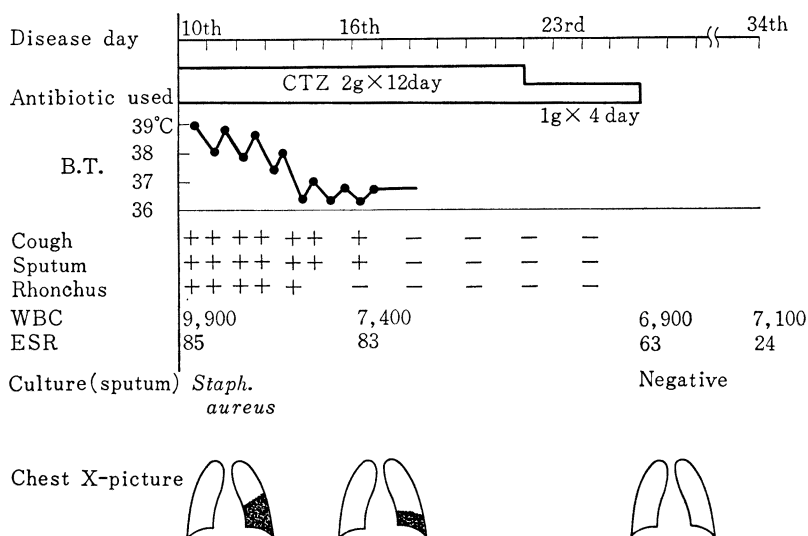 Disease day 10th 16th 23rd 34th
Antibiotic used CTZ 2g×12day
1g× 4 day
B.T. 39°C
38
37
36
Cough + + + + + + + − − − −
Sputum + + + + + + + − − − −
Rhonchus + + + + + − − − − −
WBC 9,900 7,400 6,900 7,100
ESR 85 83 63 24
Culture(sputum) Staph. aureus Negative
Chest X-picture